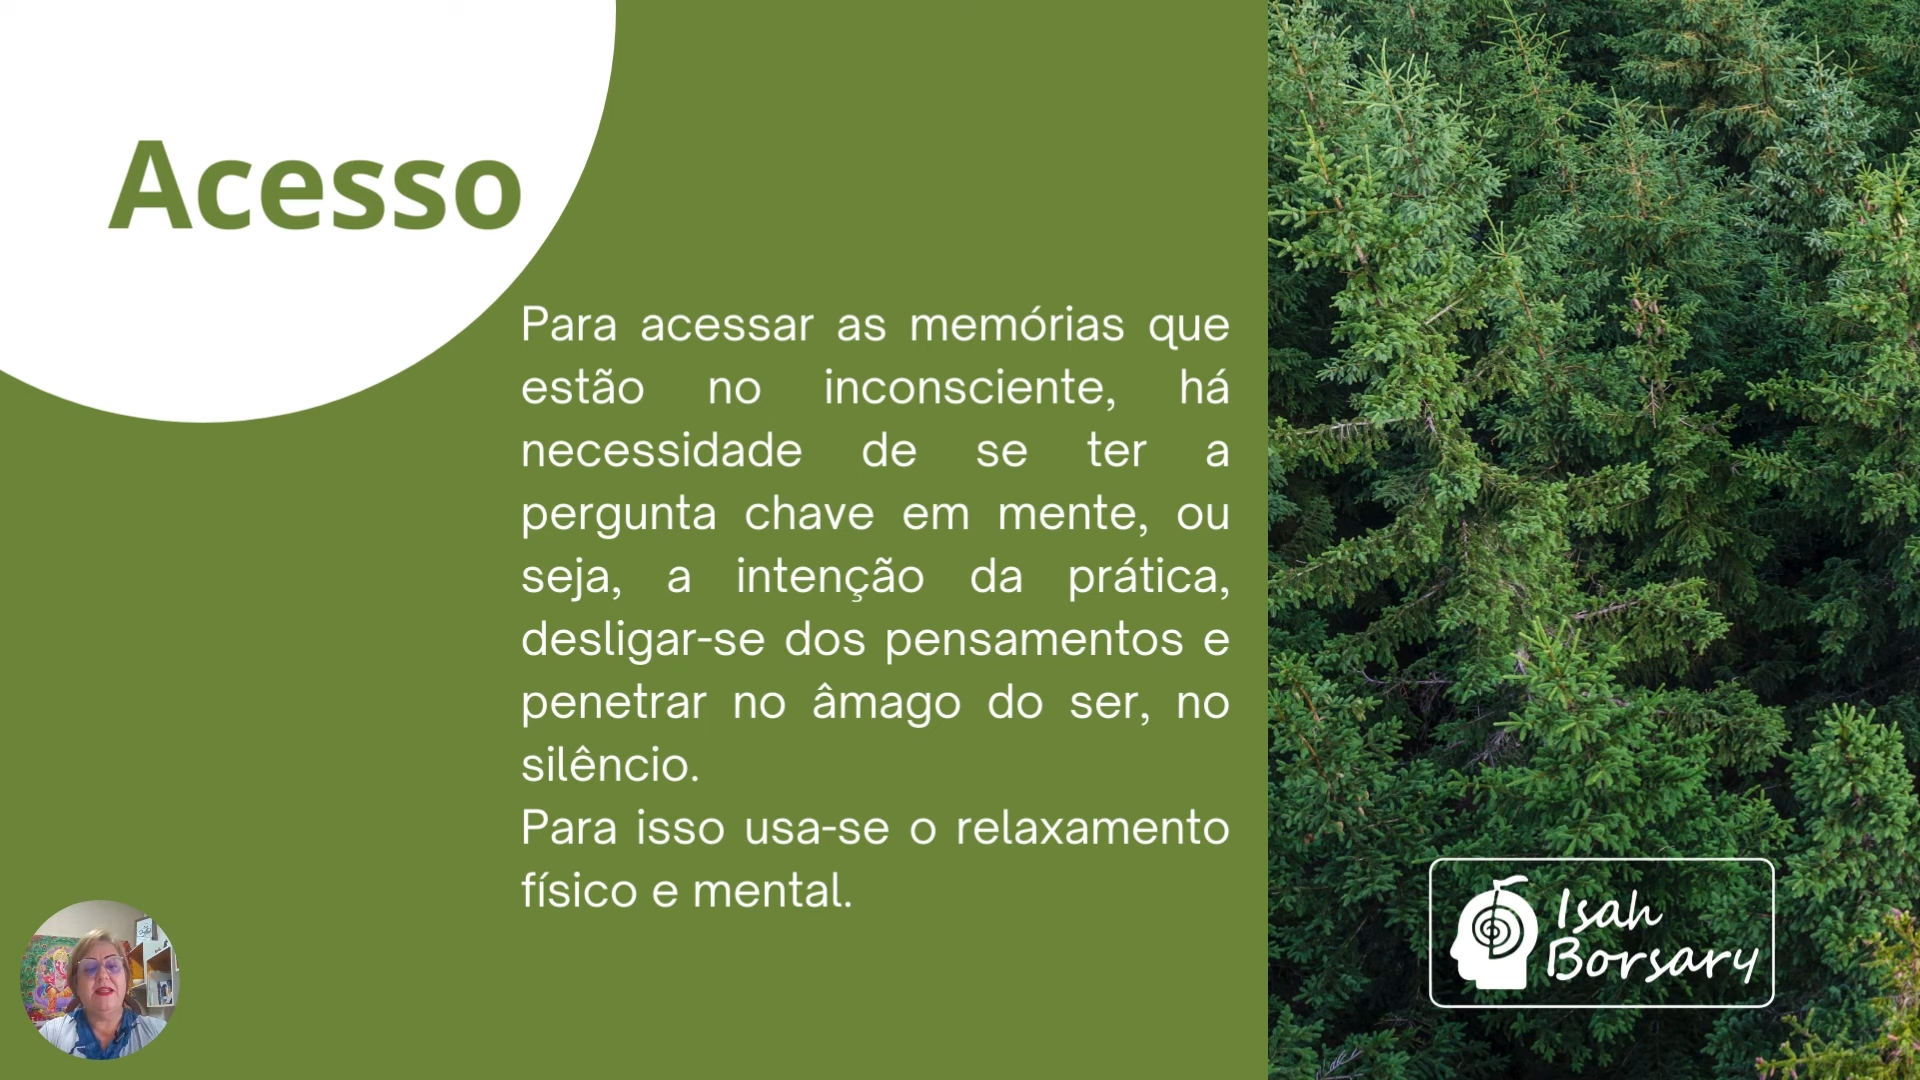 Acesso
Para acessar as memórias que
estão no inconsciente, há
necessidade de se ter a
pergunta chave em mente, ou
seja, a intenção da prática,
desligar-se dos pensamentos e
penetrar no âmago do ser, no
silêncio.
Para isso usa-se o relaxamento
físico e mental.
Isah
Borsary